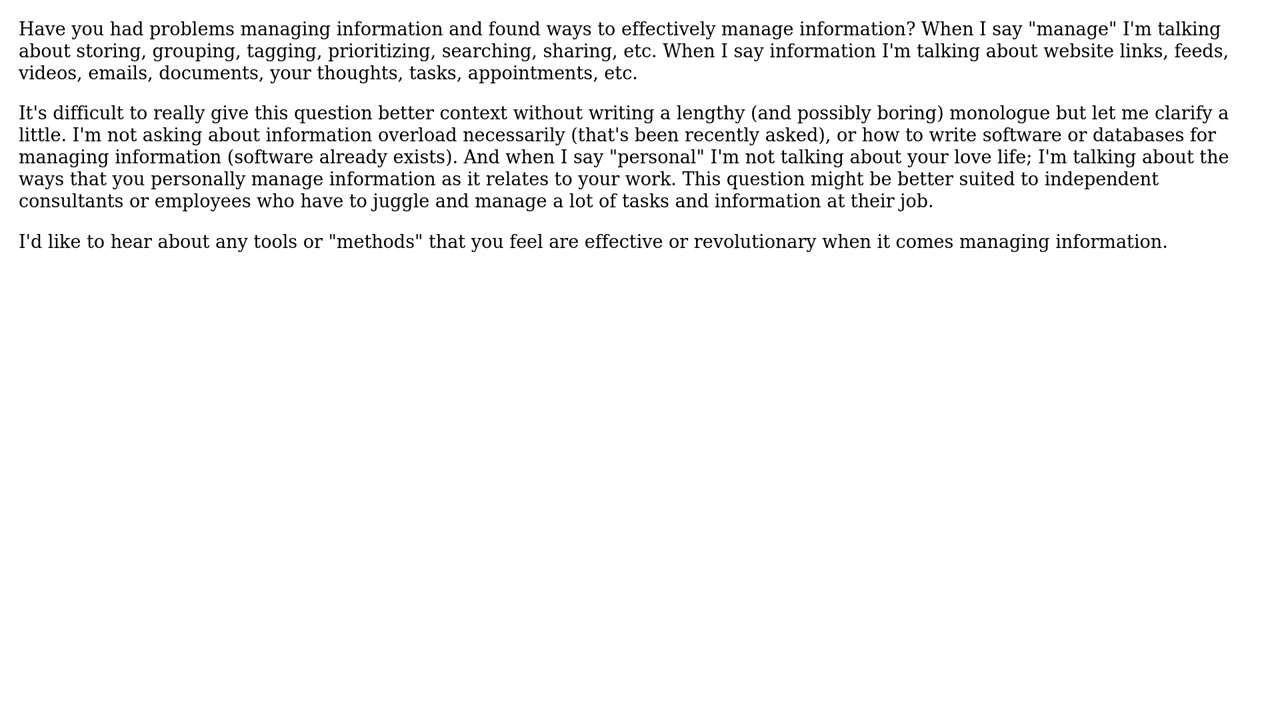 Have you had problems managing information and found ways to effectively manage information? When I say "manage" I'm talking
about storing, grouping, tagging, prioritizing, searching, sharing, etc. When I say information I'm talking about website links, feeds,
videos, emails, documents, your thoughts, tasks, appointments, etc.
It's difficult to really give this question better context without writing a lengthy (and possibly boring) monologue but let me clarify a
little. I'm not asking about information overload necessarily (that's been recently asked), or how to write software or databases for
managing information (software already exists). And when I say "personal" I'm not talking about your love life; I'm talking about the
ways that you personally manage information as it relates to your work. This question might be better suited to independent
consultants or employees who have to juggle and manage a lot of tasks and information at their job.
I'd like to hear about any tools or "methods" that you feel are effective or revolutionary when it comes managing information.